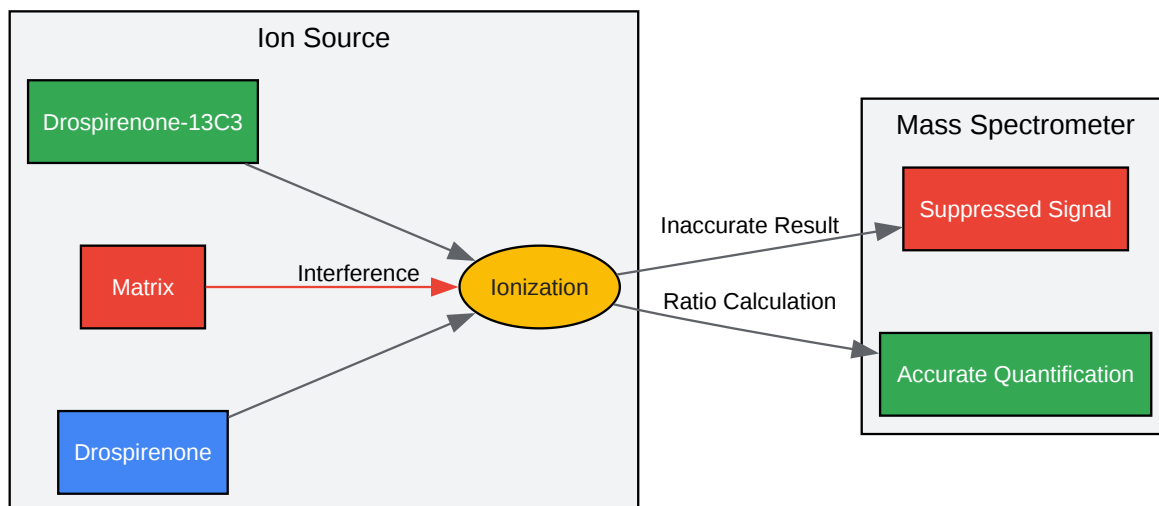 Ion Source
Drospirenone-13C3
Mass Spectrometer
Suppressed Signal
Inaccurate Result
Interference
Matrix
Ionization
Ratio Calculation
Accurate Quantification
Drospirenone